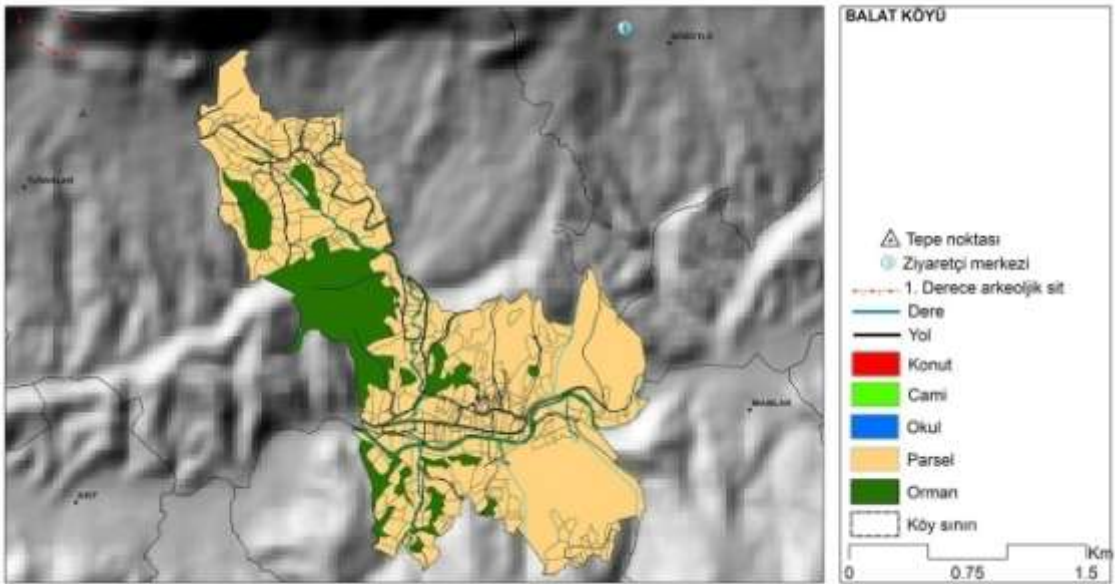 BALAT KÖYÜ
Tepe noktası
Ziyaretçi merkezi
1. Derece arkeoljik sit
Dere
Yol
Konut
Cami
Okul
Parsel
Orman
Köy sınırı
Km
0 0.75 1.5